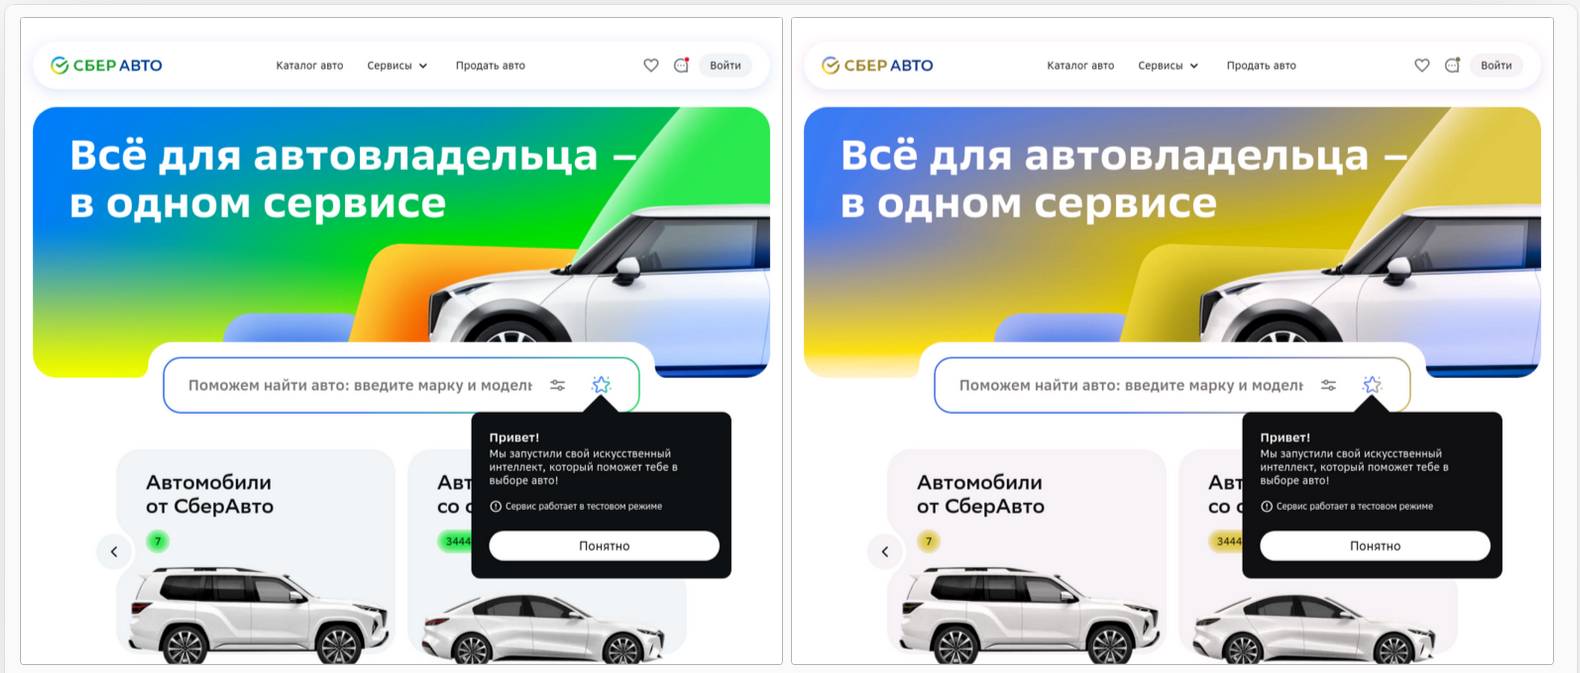 СБЕР АВТО
Каталог авто
Сервисы
Продать авто
Войти
Всё для автовладельца –
в одном сервисе
Поможем найти авто: введите марку и модель
Привет!
Мы запустили свой искусственный
интеллект, который поможет тебе в
выборе авто!
Сервис работает в тестовом режиме
Понятно
Автомобили
от СберАвто
7
Авт
со с
3444
СБЕР АВТО
Каталог авто
Сервисы
Продать авто
Войти
Всё для автовладельца –
в одном сервисе
Поможем найти авто: введите марку и модель
Привет!
Мы запустили свой искусственный
интеллект, который поможет тебе в
выборе авто!
Сервис работает в тестовом режиме
Понятно
Автомобили
от СберАвто
7
Авт
со с
3444